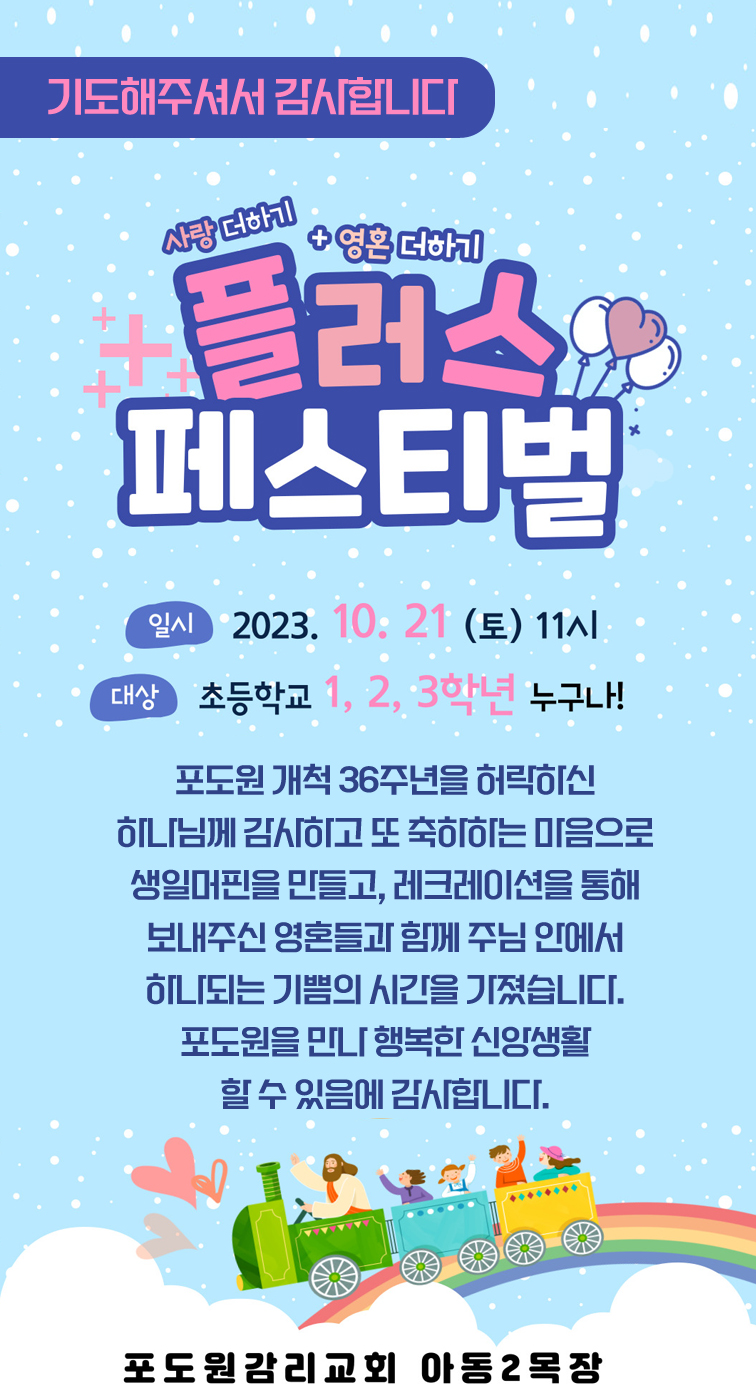 기도해주셔서 감사합니다
사랑 더하기 + 영혼 더하기
플러스
페스티벌
일시 2023. 10. 21 (토) 11시
대상 초등학교 1, 2, 3학년 누구나!
포도원 개척 36주년을 허락하신
하나님께 감사하고 또 축하하는 마음으로
생일머핀을 만들고, 레크레이션을 통해
보내주신 영혼들과 함께 주님 안에서
하나되는 기쁨의 시간을 가졌습니다.
포도원을 만나 행복한 신앙생활
할 수 있음에 감사합니다.
포도원감리교회 아동2목장